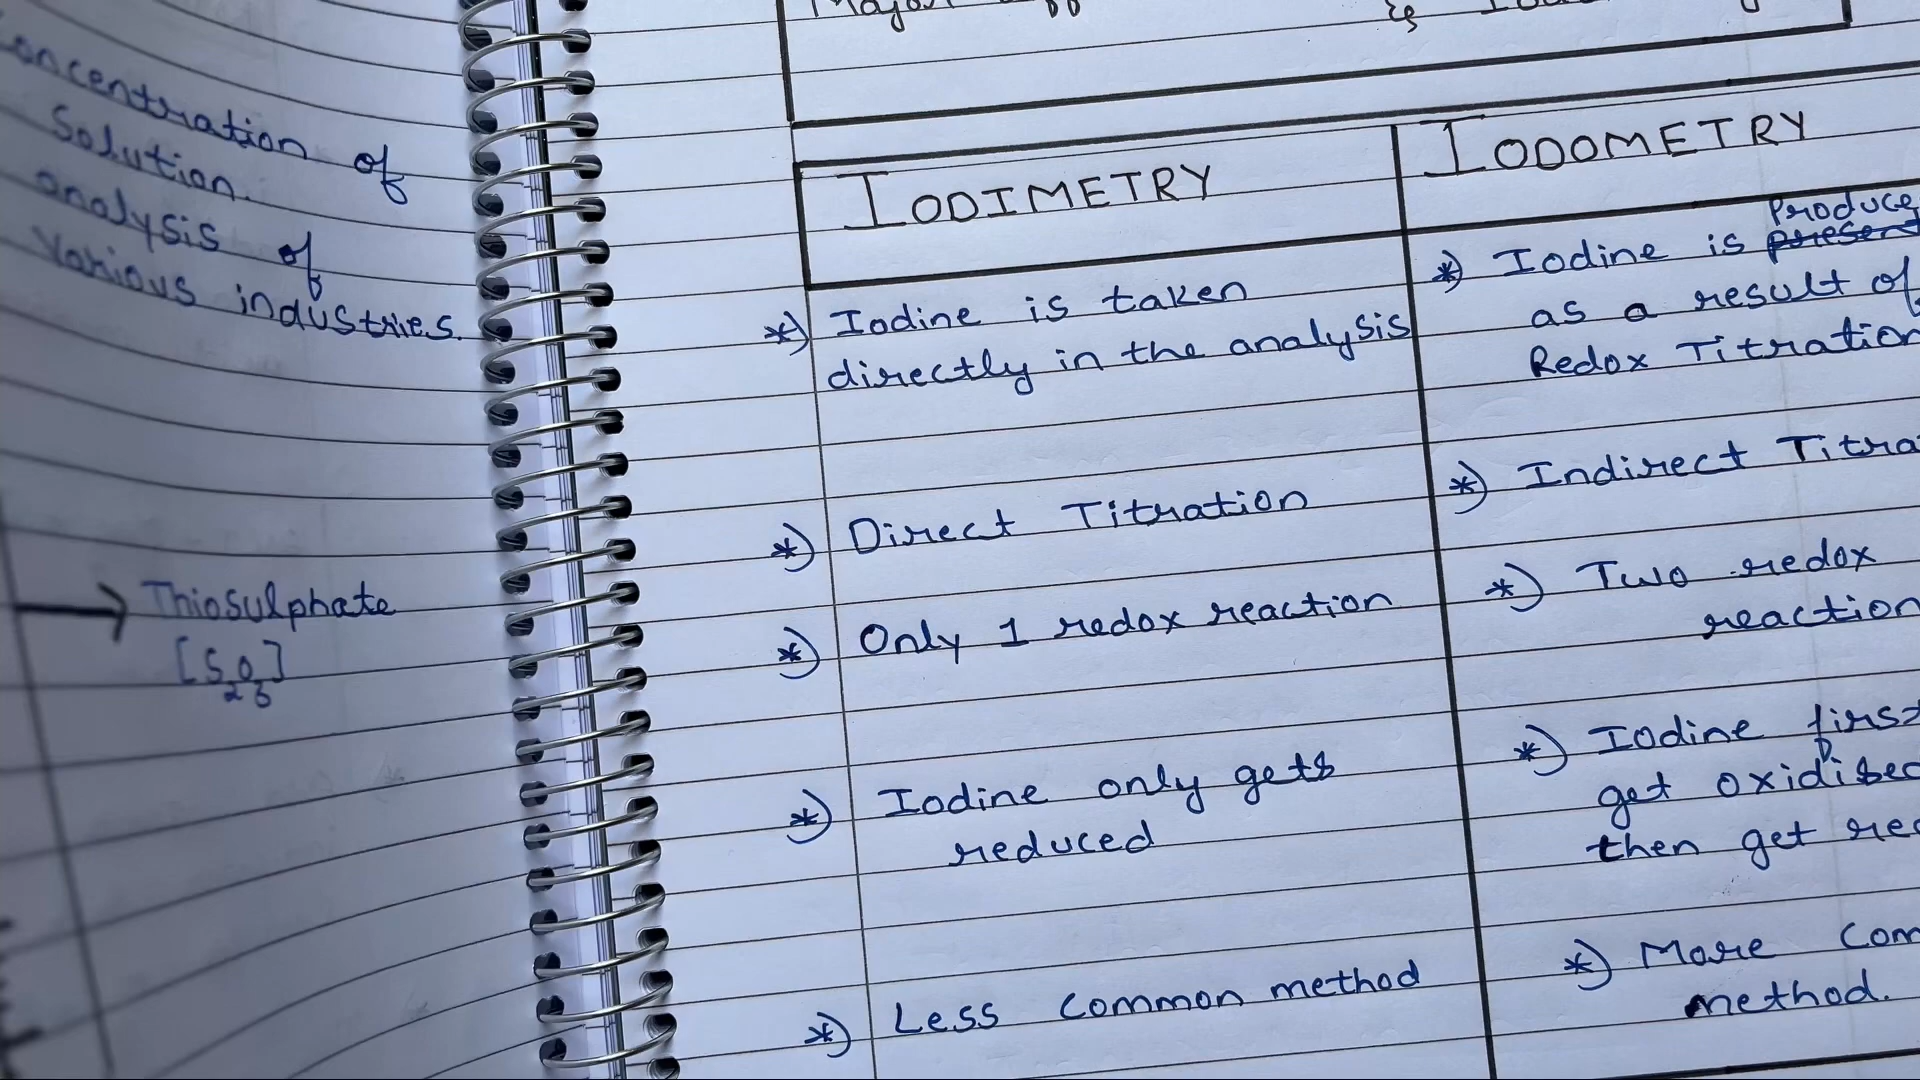 oncentration of
Solution.
analysis of
various industries.
→ Thiosulphate
[S2O3]
IODIMETRY
*) Iodine is taken
directly in the analysis
*) Direct Titration
*) Only 1 redox reaction
*) Iodine only gets
reduced
*) Less common method
IODOMETRY
Produce
*) Iodine is present
as a result of
Redox Titration
*) Indirect Titra
*) Two redox
reaction
*) Iodine first
get oxidised
then get re
*) More Com
method.